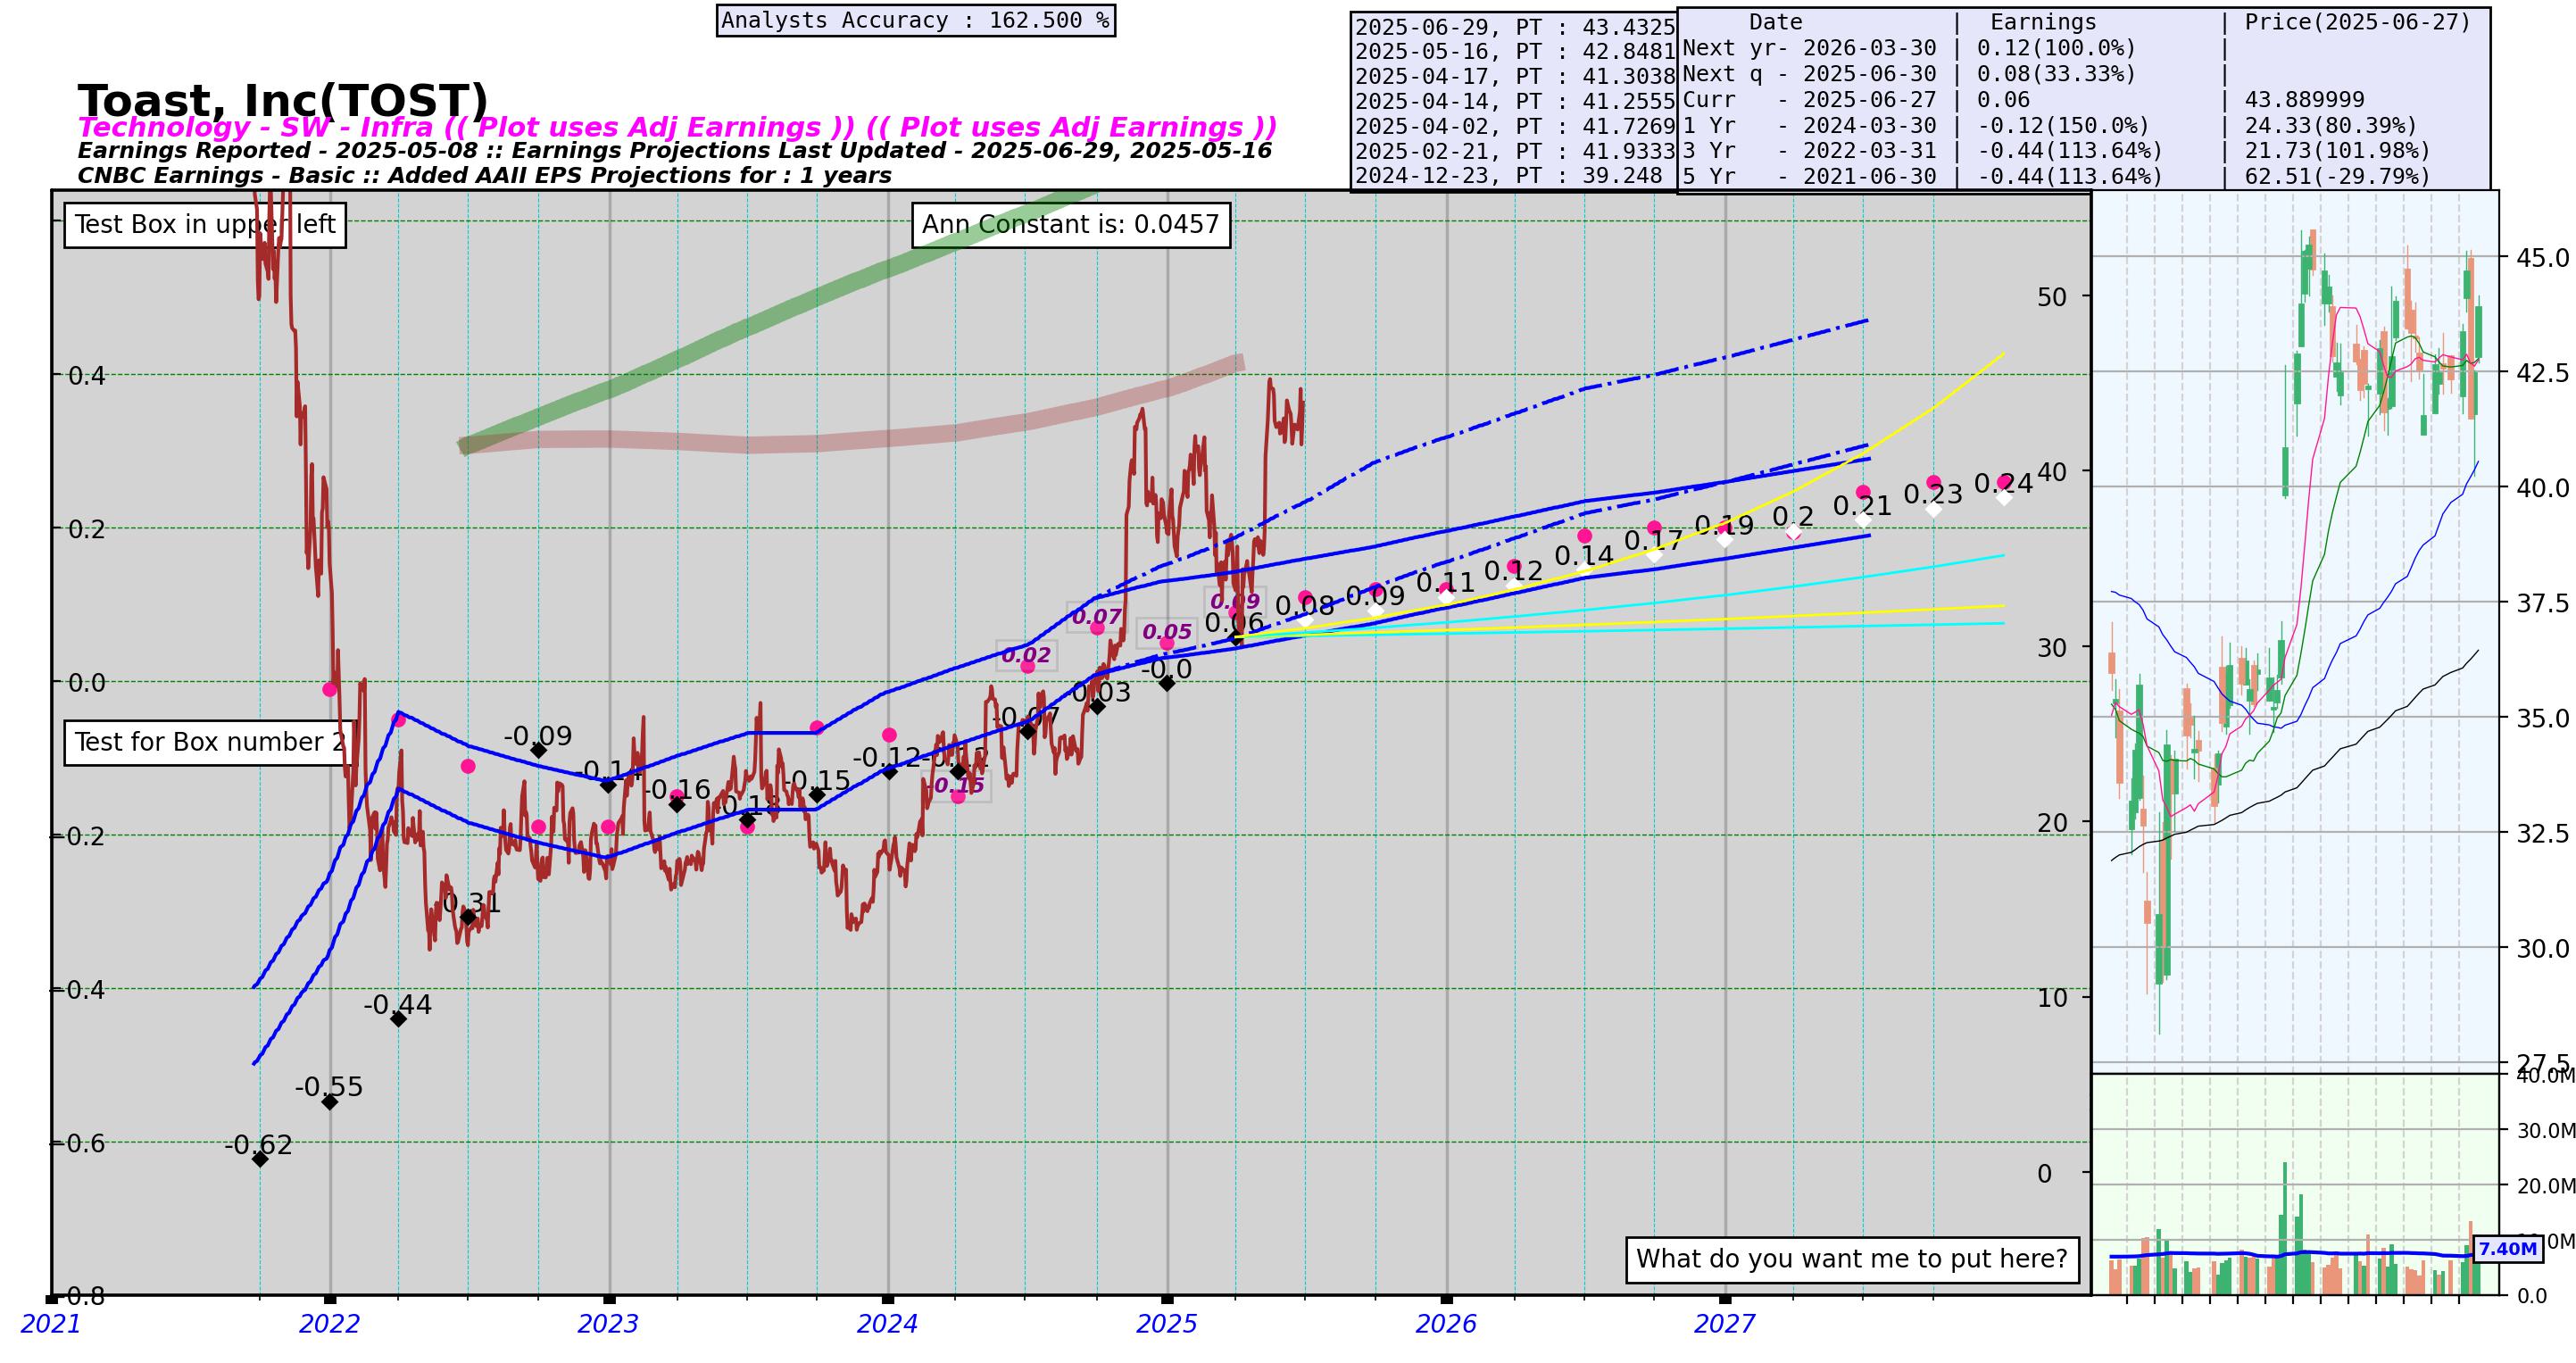 Analysts Accuracy : 162.500 %
2025-06-29, PT : 43.4325
2025-05-16, PT : 42.8481
2025-04-17, PT : 41.3038
2025-04-14, PT : 41.2555
2025-04-02, PT : 41.7269
2025-02-21, PT : 41.9333
2024-12-23, PT : 39.248
Date | Earnings | Price(2025-06-27)
Next yr- 2026-03-30 | 0.12(100.0%) |
Next q - 2025-06-30 | 0.08(33.33%) |
Curr - 2025-06-27 | 0.06 | 43.889999
1 Yr - 2024-03-30 | -0.12(150.0%) | 24.33(80.39%)
3 Yr - 2022-03-31 | -0.44(113.64%) | 21.73(101.98%)
5 Yr - 2021-06-30 | -0.44(113.64%) | 62.51(-29.79%)
Toast, Inc(TOST)
Technology - SW - Infra (( Plot uses Adj Earnings )) (( Plot uses Adj Earnings ))
Earnings Reported - 2025-05-08 :: Earnings Projections Last Updated - 2025-06-29, 2025-05-16
CNBC Earnings - Basic :: Added AAII EPS Projections for : 1 years
Test Box in upper left
Ann Constant is: 0.0457
Test for Box number 2
What do you want me to put here?
0.4
0.2
0.0
-0.2
-0.4
-0.6
-0.8
-0.62
-0.55
-0.44
-0.31
-0.09
-0.14
-0.16
-0.18
-0.15
-0.12
-0.12
-0.15
-0.07
0.02
-0.03
0.07
-0.0
0.05
0.06
0.09
0.08
0.09
0.11
0.12
0.14
0.17
0.19
0.2
0.21
0.23
0.24
50
40
30
20
10
0
45.0
42.5
40.0
37.5
35.0
32.5
30.0
27.5
40.0M
30.0M
20.0M
7.40M
0.0
2021
2022
2023
2024
2025
2026
2027